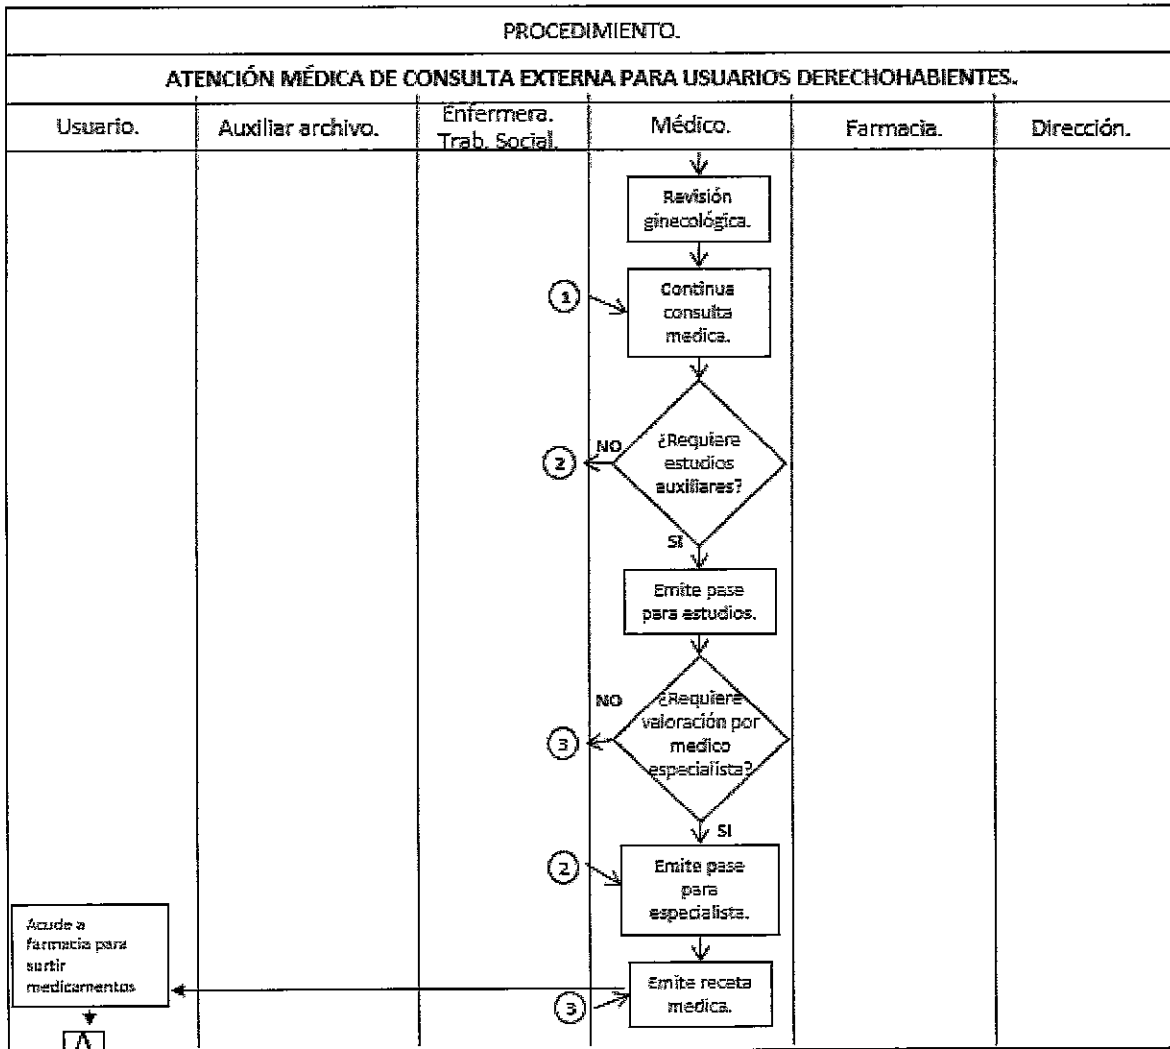 PROCEDIMIENTO.
ATENCIÓN MÉDICA DE CONSULTA EXTERNA PARA USUARIOS DERECHOHABIENTES.
Usuario.
Auxiliar archivo.
Enfermera.
Trab. Social.
Médico.
Farmacia.
Dirección.
Revisión
ginecológica.
1
Continua
consulta
medica.
NO
2
¿Requiere
estudios
auxiliares?
SI
Emite pase
para estudios.
NO
3
¿Requiere
valoración por
medico
especialista?
SI
2
Emite pase
para
especialista.
Acude a
farmacia para
surtir
medicamentos
3
Emite receta
medica.
A